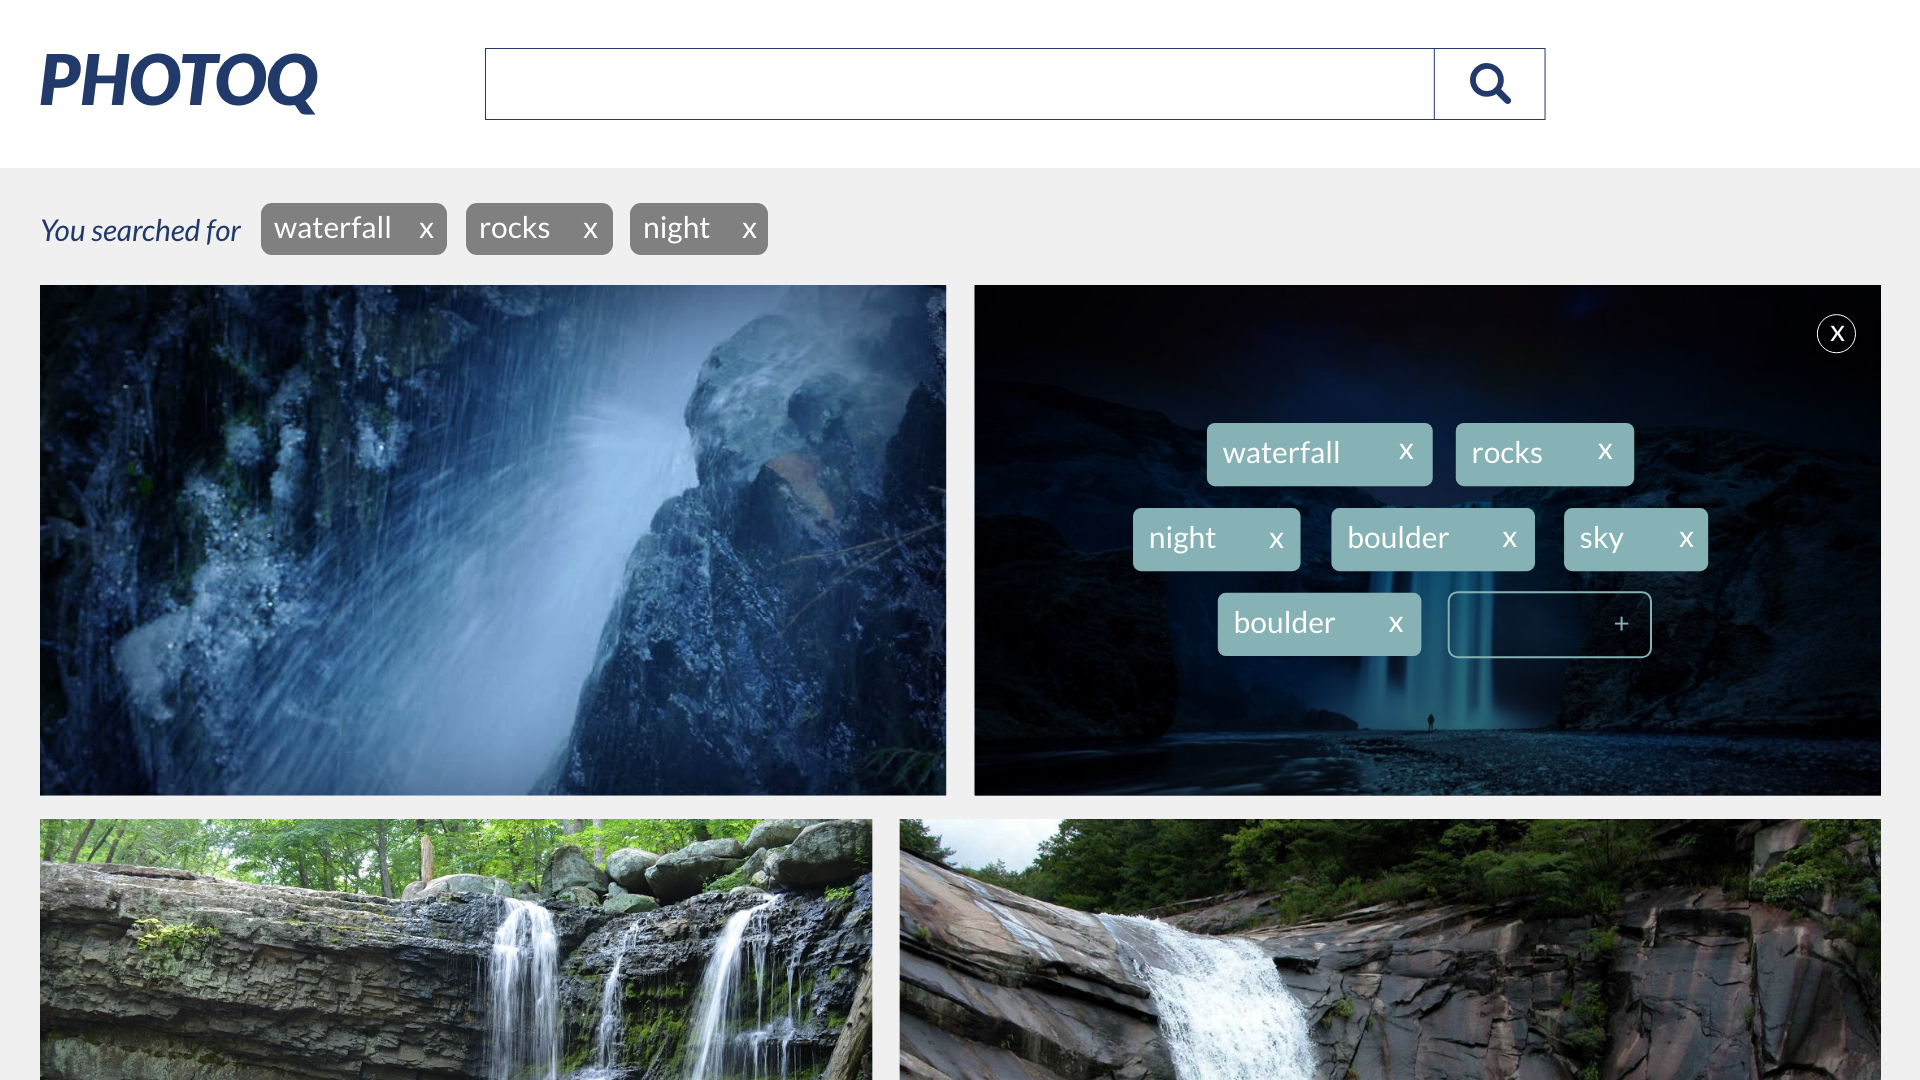 PHOTOQ
You searched for waterfall x rocks x night x
x
waterfall x rocks x
night x boulder x sky x
boulder x +